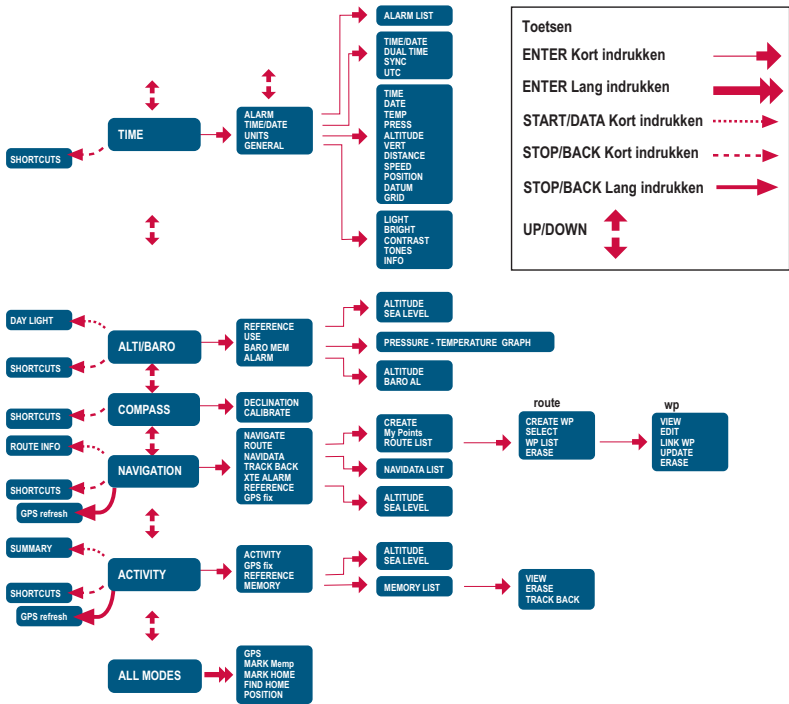 Toetsen
ENTER Kort indrukken
ENTER Lang indrukken
START/DATA Kort indrukken
STOP/BACK Kort indrukken
STOP/BACK Lang indrukken
UP/DOWN
TIME
SHORTCUTS
ALARM
TIME/DATE
UNITS
GENERAL
ALARM LIST
TIME/DATE
DUAL TIME
SYNC
UTC
TIME
DATE
TEMP
PRESS
ALTITUDE
VERT
DISTANCE
SPEED
POSITION
DATUM
GRID
LIGHT
BRIGHT
CONTRAST
TONES
INFO
DAY LIGHT
ALTI/BARO
SHORTCUTS
REFERENCE
USE
BARO MEM
ALARM
ALTITUDE
SEA LEVEL
PRESSURE - TEMPERATURE GRAPH
ALTITUDE
BARO AL
SHORTCUTS
COMPASS
DECLINATION
CALIBRATE
ROUTE INFO
NAVIGATION
SHORTCUTS
GPS refresh
NAVIGATE
ROUTE
NAVIDATA
TRACK BACK
XTE ALARM
REFERENCE
GPS fix
CREATE
My Points
ROUTE LIST
NAVIDATA LIST
ALTITUDE
SEA LEVEL
route
CREATE WP
SELECT
WP LIST
ERASE
wp
VIEW
EDIT
LINK WP
UPDATE
ERASE
SUMMARY
ACTIVITY
SHORTCUTS
GPS refresh
ACTIVITY
GPS fix
REFERENCE
MEMORY
ALTITUDE
SEA LEVEL
MEMORY LIST
VIEW
ERASE
TRACK BACK
ALL MODES
GPS
MARK Memp
MARK HOME
FIND HOME
POSITION